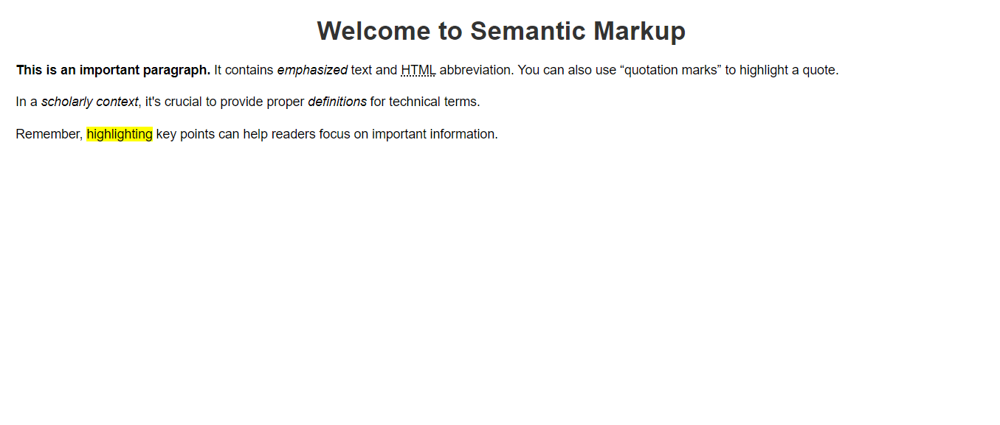 Welcome to Semantic Markup
This is an important paragraph. It contains emphasized text and HTML abbreviation. You can also use “quotation marks” to highlight a quote.
In a scholarly context, it's crucial to provide proper definitions for technical terms.
Remember, highlighting key points can help readers focus on important information.